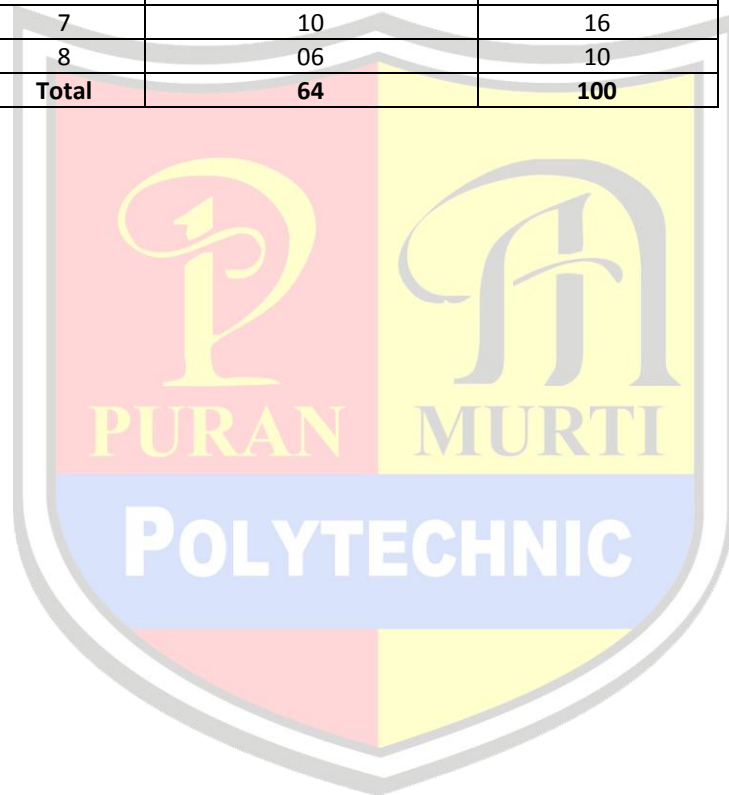 7 10 16
8 06 10
Total 64 100
PURAN MURTI
POLYTECHNIC